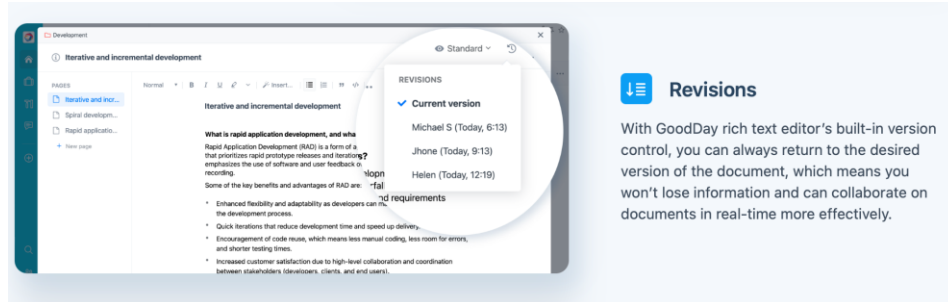 Development
Iterative and incremental development
Standard
PAGES
Iterative and incr...
Spiral developm...
Rapid applicatio...
+ New page
Normal
B I U
Insert...
Iterative and incremental development
What is rapid application development, and wha
Rapid Application Development (RAD) is a form of a
that prioritizes rapid prototype releases and iterations
emphasizes the use of software and user feedback o
recording.
Some of the key benefits and advantages of RAD are:
• Enhanced flexibility and adaptability as developers can m
the development process.
• Quick iterations that reduce development time and speed up delivery.
• Encouragement of code reuse, which means less manual coding, less room for errors,
and shorter testing times.
• Increased customer satisfaction due to high-level collaboration and coordination
between stakeholders (developers, clients, and end users).
REVISIONS
Current version
Michael S (Today, 6:13)
Jhone (Today, 9:13)
Helen (Today, 12:19)
s?
elopm
rfal
nd requirements
Revisions
With GoodDay rich text editor's built-in version
control, you can always return to the desired
version of the document, which means you
won't lose information and can collaborate on
documents in real-time more effectively.